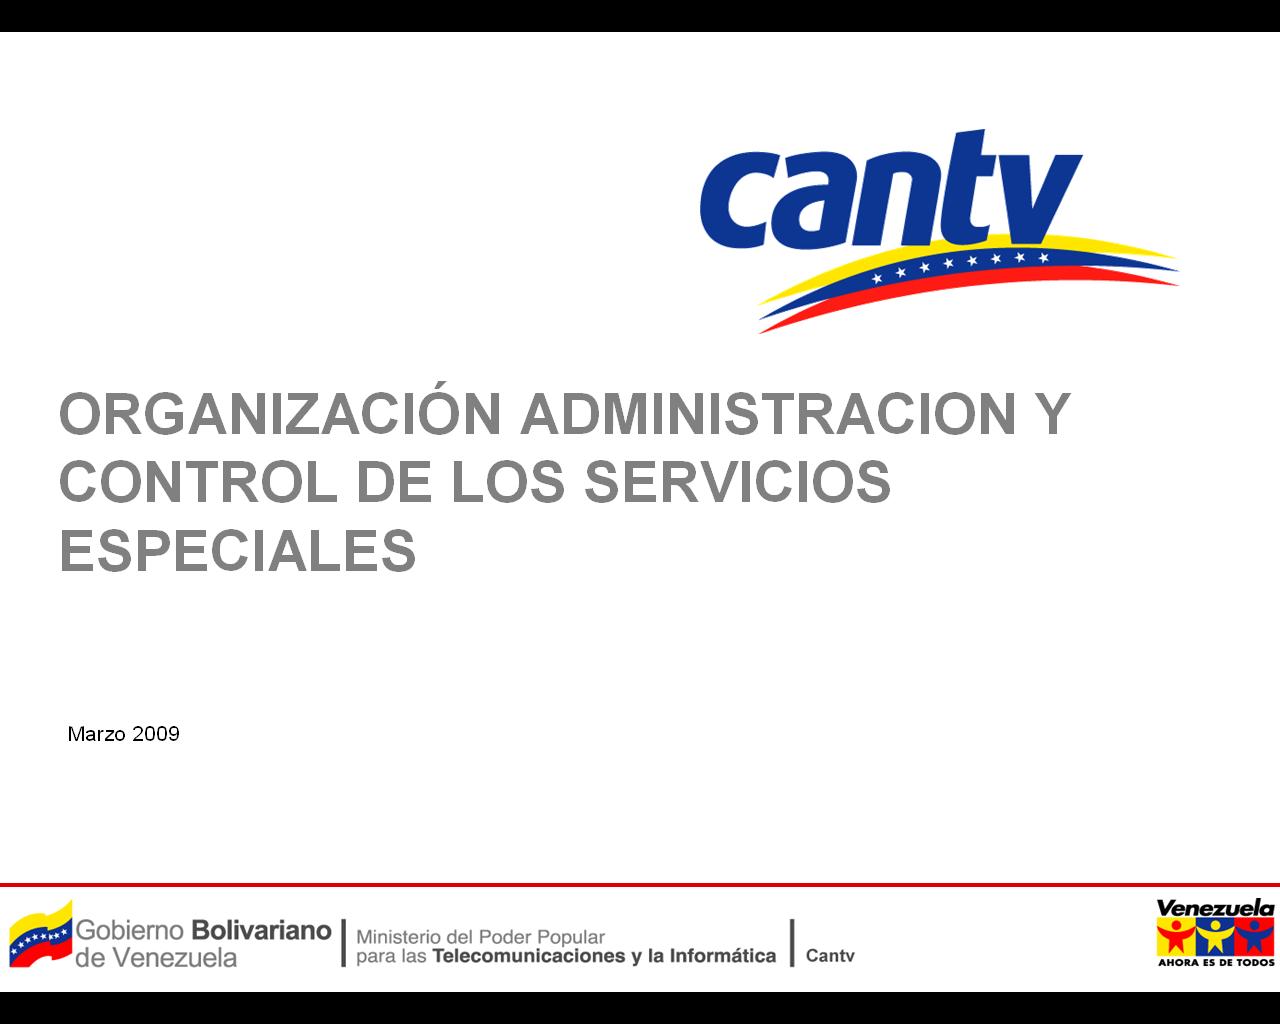 cantv
ORGANIZACIÓN ADMINISTRACION Y
CONTROL DE LOS SERVICIOS
ESPECIALES
Marzo 2009
Gobierno Bolivariano
de Venezuela
Ministerio del Poder Popular
para las Telecomunicaciones y la Informática
Cantv
Venezuela
AHORA ES DE TODOS